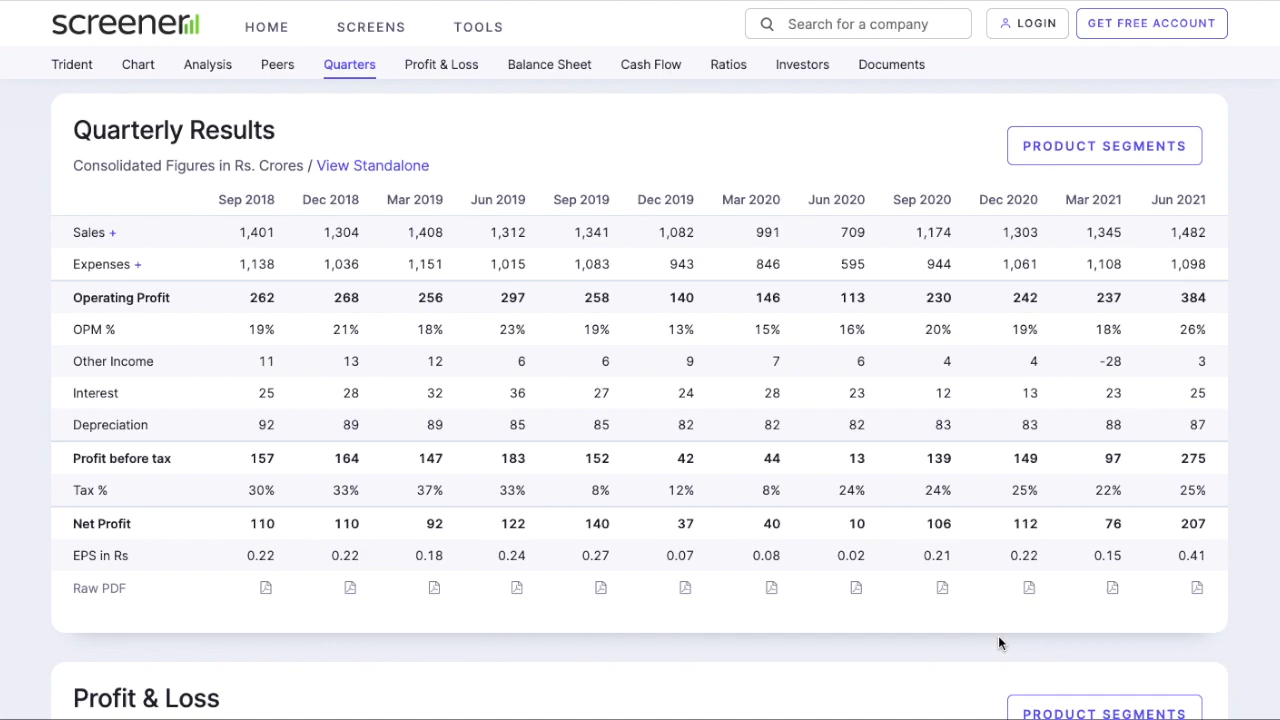 screener HOME SCREENS TOOLS Search for a company LOGIN GET FREE ACCOUNT
Trident Chart Analysis Peers Quarters Profit & Loss Balance Sheet Cash Flow Ratios Investors Documents
Quarterly Results
PRODUCT SEGMENTS
Consolidated Figures in Rs. Crores / View Standalone
Sep 2018 Dec 2018 Mar 2019 Jun 2019 Sep 2019 Dec 2019 Mar 2020 Jun 2020 Sep 2020 Dec 2020 Mar 2021 Jun 2021
Sales + 1,401 1,304 1,408 1,312 1,341 1,082 991 709 1,174 1,303 1,345 1,482
Expenses + 1,138 1,036 1,151 1,015 1,083 943 846 595 944 1,061 1,108 1,098
Operating Profit 262 268 256 297 258 140 146 113 230 242 237 384
OPM % 19% 21% 18% 23% 19% 13% 15% 16% 20% 19% 18% 26%
Other Income 11 13 12 6 6 9 7 6 4 4 -28 3
Interest 25 28 32 36 27 24 28 23 12 13 23 25
Depreciation 92 89 89 85 85 82 82 82 83 83 88 87
Profit before tax 157 164 147 183 152 42 44 13 139 149 97 275
Tax % 30% 33% 37% 33% 8% 12% 8% 24% 24% 25% 22% 25%
Net Profit 110 110 92 122 140 37 40 10 106 112 76 207
EPS in Rs 0.22 0.22 0.18 0.24 0.27 0.07 0.08 0.02 0.21 0.22 0.15 0.41
Raw PDF
Profit & Loss
PRODUCT SEGMENTS